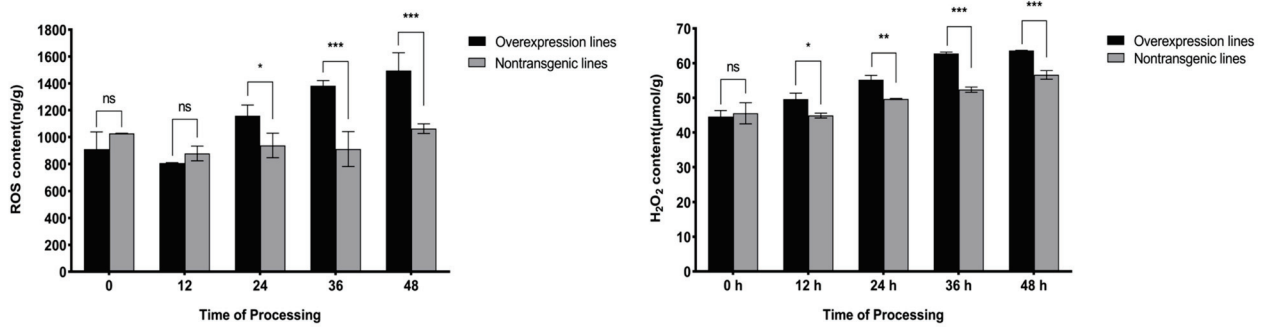 ROS content(ng/g)
1800
1600
1400
1200
1000
800
600
400
200
0
ns
ns
*
***
***
0 12 24 36 48
Time of Processing
Overexpression lines
Nontransgenic lines
H₂O₂ content(μmol/g)
70
60
50
40
30
20
10
0
ns
*
**
***
***
0 h 12 h 24 h 36 h 48 h
Time of Processing
Overexpression lines
Nontransgenic lines